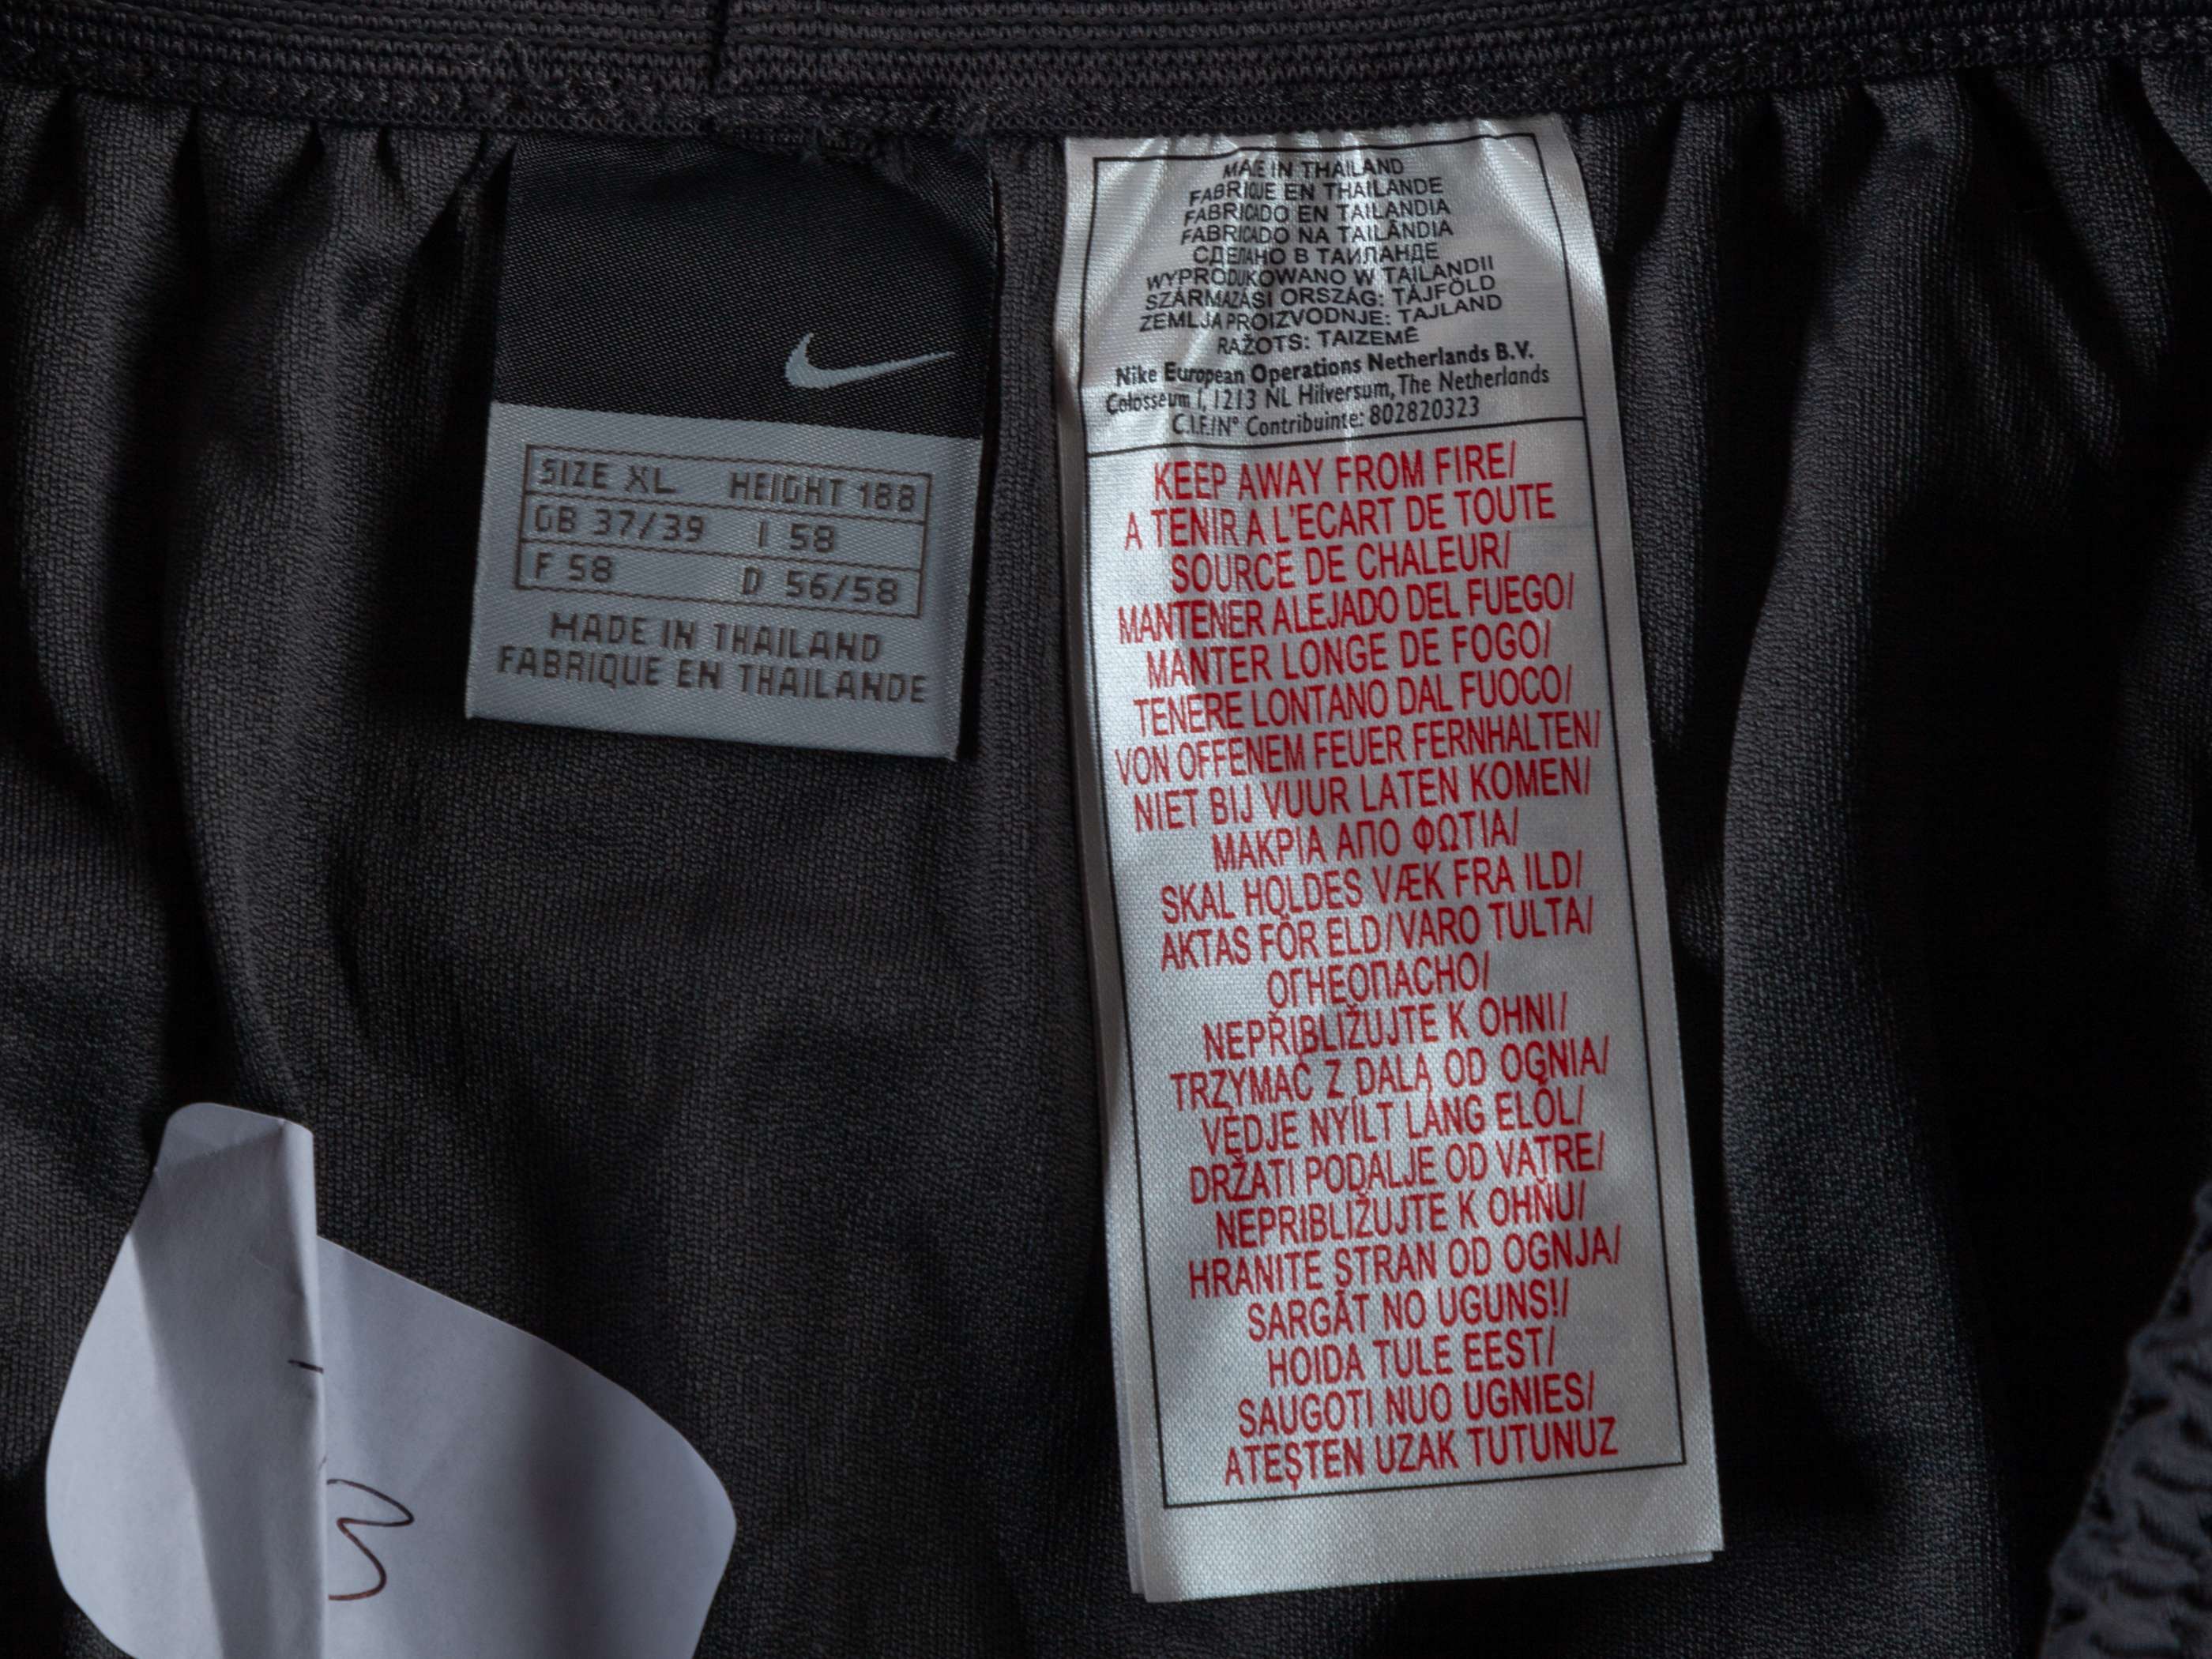 SIZE XL HEIGHT 188
GB 37/39 I 58
F 58 D 56/58
MADE IN THAILAND
FABRIQUE EN THAILANDE
MADE IN THAILAND
FABRIQUE EN THAILANDE
FABRICADO EN TAILANDIA
FABRICADO NA TAILÂNDIA
СДЕЛАНО В ТАИЛАНДЕ
WYPRODUKOWANO W TAILANDII
SZÁRMAZÁSI ORSZÁG: TÁJFÖLD
ZEMLJA PROIZVODNJE: TAJLAND
RAŽOTS: TAIZEMĒ
Nike European Operations Netherlands B.V.
Colosseum 1, 1213 NL Hilversum, The Netherlands
C.I.F./N° Contribuinte: 802820323
KEEP AWAY FROM FIRE/
A TENIR A L'ECART DE TOUTE
SOURCE DE CHALEUR/
MANTENER ALEJADO DEL FUEGO/
MANTER LONGE DE FOGO/
TENERE LONTANO DAL FUOCO/
VON OFFENEM FEUER FERNHALTEN/
NIET BIJ VUUR LATEN KOMEN/
ΜΑΚΡΙΑ ΑΠΟ ΦΩΤΙΑ/
SKAL HOLDES VÆK FRA ILD/
AKTAS FÖR ELD/VARO TULTA/
ОГНЕОПАСНО/
NEPŘIBLIŽUJTE K OHNI/
TRZYMAĆ Z DALA OD OGNIA/
VÉDJE NYÍLT LÁNG ELŐL/
DRŽATI PODALJE OD VATRE/
NEPRIBLIŽUJTE K OHŇU/
HRANITE STRAN OD OGNJA/
SARGĀT NO UGUNS!/
HOIDA TULE EEST/
SAUGOTI NUO UGNIES/
ATEŞTEN UZAK TUTUNUZ